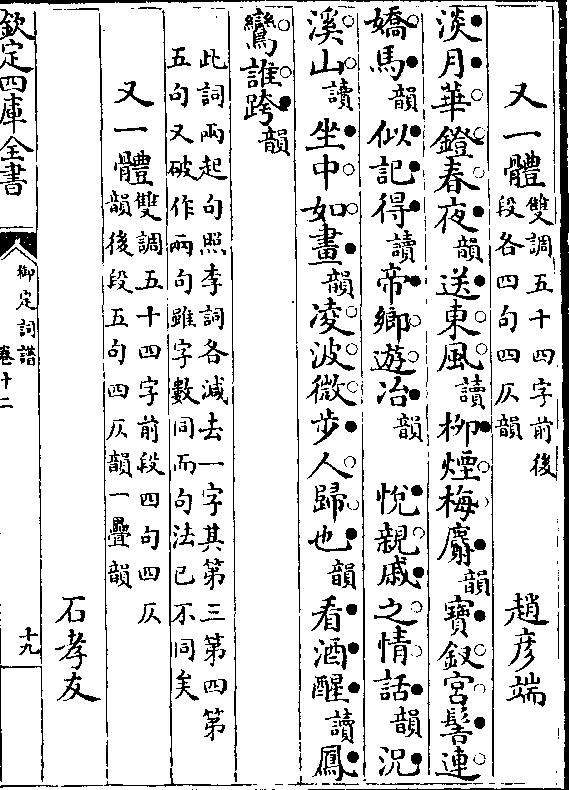 又一體雙調五十四字前後段各四句四仄韻 趙彦端
淡月華鐙春夜韻送東風讀柳煙梅麝韻寶釵宮髻連
嬌馬韻似記得讀帝鄉遊冶韻 悅親戚之情話韻況
溪山讀坐中如畫韻凌波微步人歸也韻看酒醒讀鳳
鸞誰跨韻
此詞兩起句照李詞各減去一字其第三第四第
五句又破作兩句雖字數同而句法已不同矣
又一體雙調五十四字前段四句四仄韻後段五句四仄韻一疊韻
石孝友
欽定四庫全書
御定詞譜
卷十二
十九